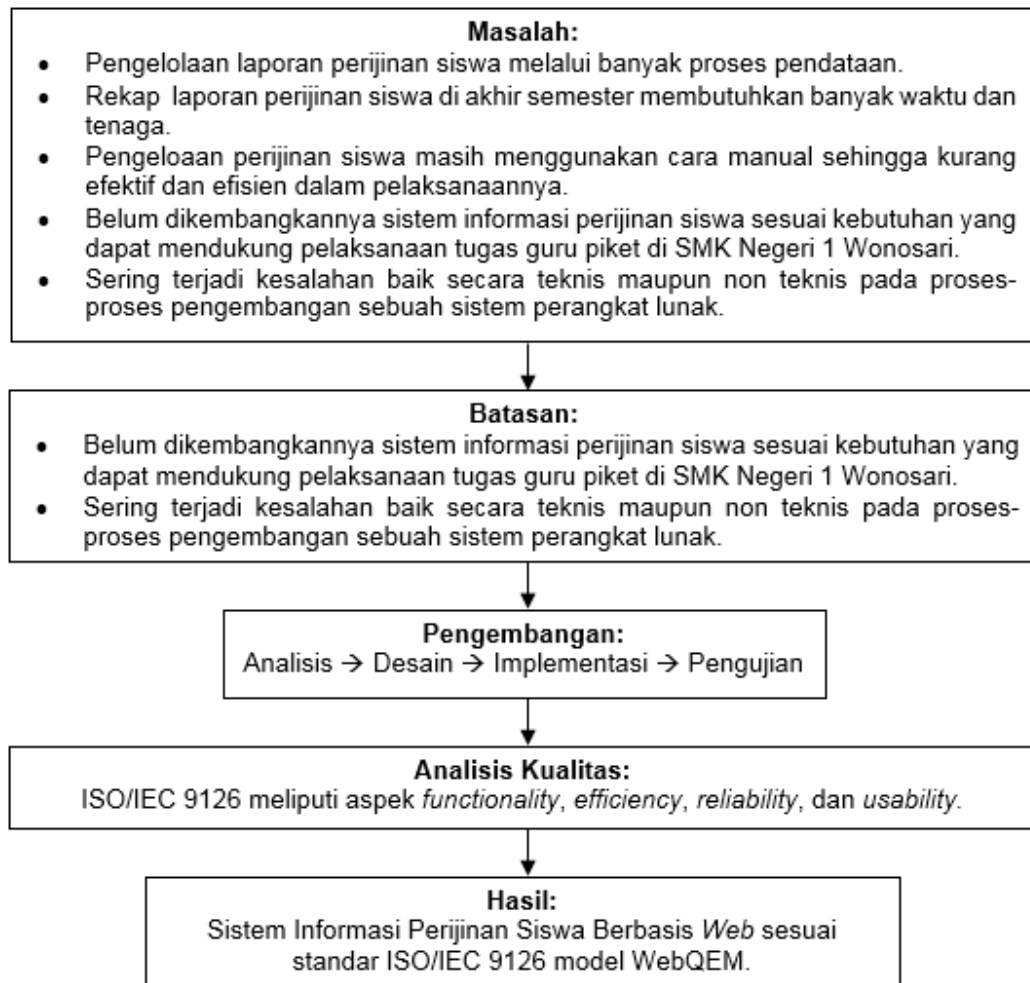 Masalah:
• Pengelolaan laporan perijinan siswa melalui banyak proses pendataan.
• Rekap laporan perijinan siswa di akhir semester membutuhkan banyak waktu dan
tenaga.
• Pengeloaan perijinan siswa masih menggunakan cara manual sehingga kurang
efektif dan efisien dalam pelaksanaannya.
• Belum dikembangkannya sistem informasi perijinan siswa sesuai kebutuhan yang
dapat mendukung pelaksanaan tugas guru piket di SMK Negeri 1 Wonosari.
• Sering terjadi kesalahan baik secara teknis maupun non teknis pada proses-
proses pengembangan sebuah sistem perangkat lunak.
Batasan:
• Belum dikembangkannya sistem informasi perijinan siswa sesuai kebutuhan yang
dapat mendukung pelaksanaan tugas guru piket di SMK Negeri 1 Wonosari.
• Sering terjadi kesalahan baik secara teknis maupun non teknis pada proses-
proses pengembangan sebuah sistem perangkat lunak.
Pengembangan:
Analisis → Desain → Implementasi → Pengujian
Analisis Kualitas:
ISO/IEC 9126 meliputi aspek functionality, efficiency, reliability, dan usability.
Hasil:
Sistem Informasi Perijinan Siswa Berbasis Web sesuai
standar ISO/IEC 9126 model WebQEM.